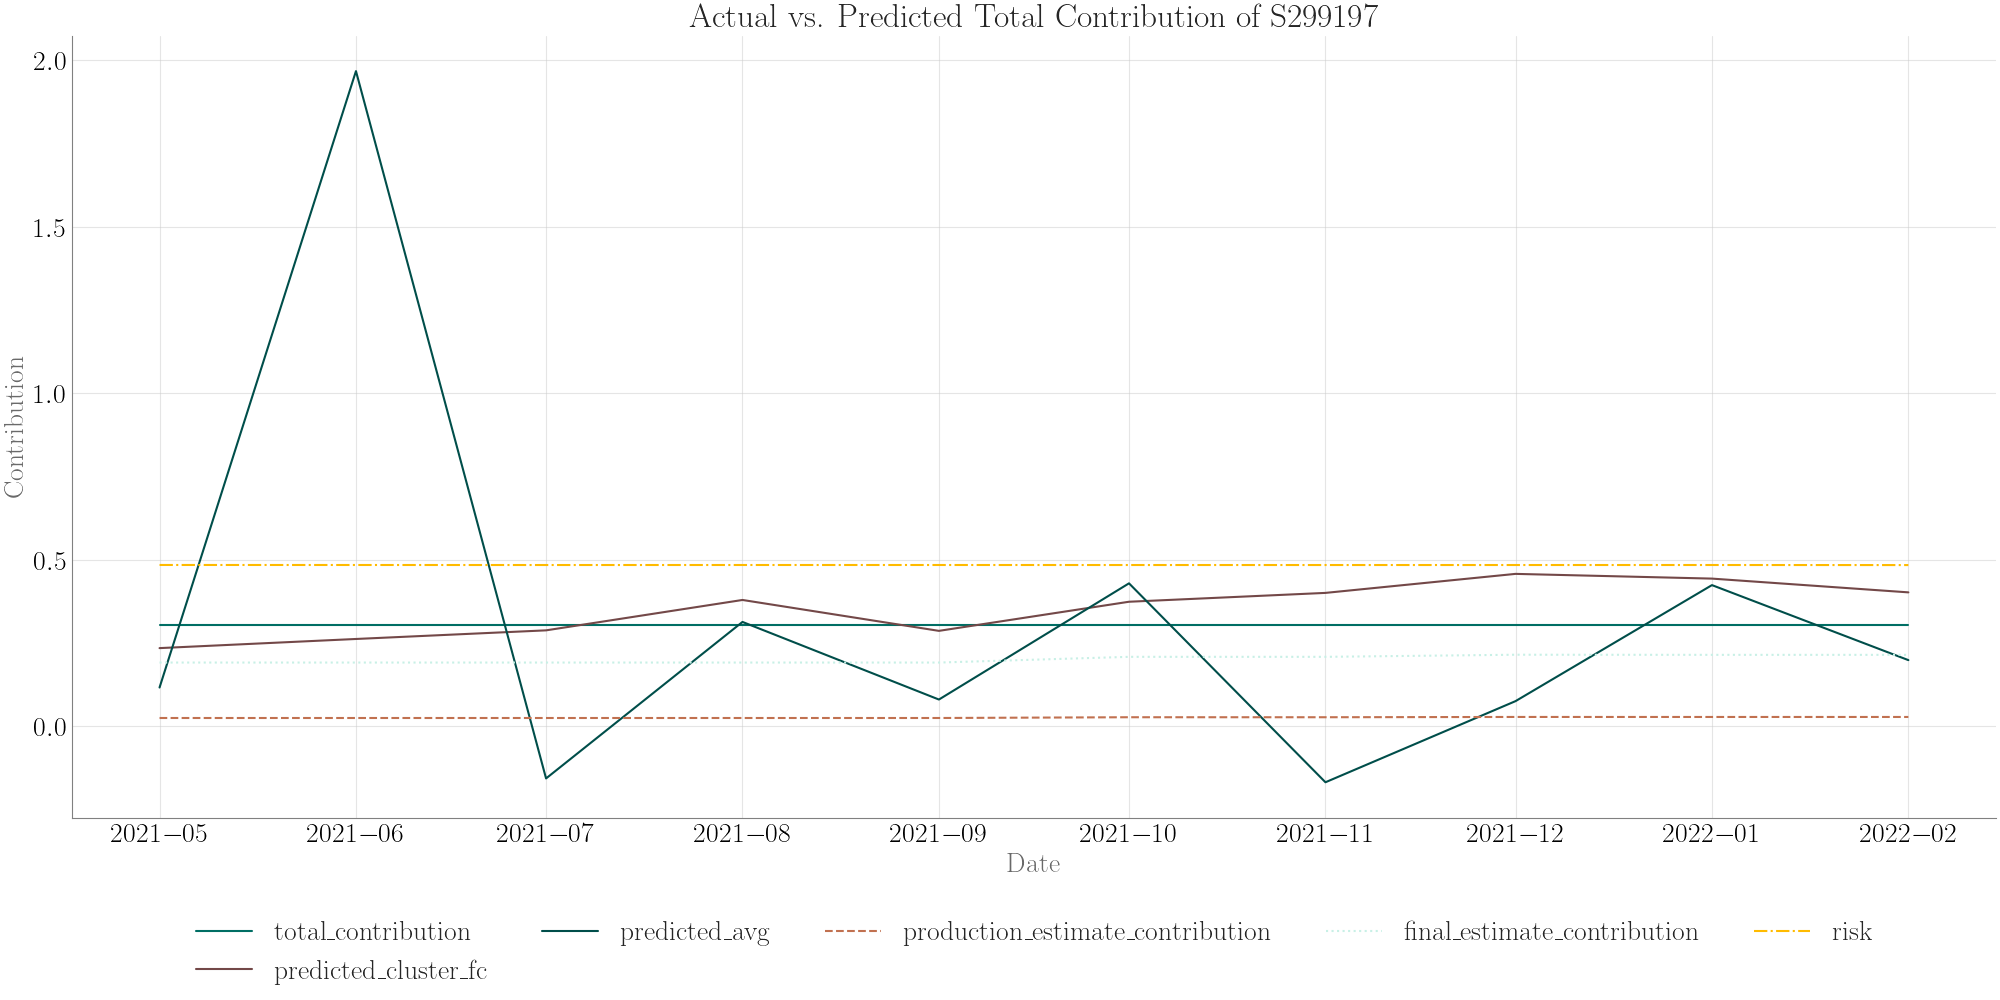 Actual vs. Predicted Total Contribution of S299197
2.0
1.5
1.0
0.5
0.0
Contribution
2021–05 2021–06 2021–07 2021–08 2021–09 2021–10 2021–11 2021–12 2022–01 2022–02
Date
total_contribution predicted_avg production_estimate_contribution final_estimate_contribution risk
predicted_cluster_fc